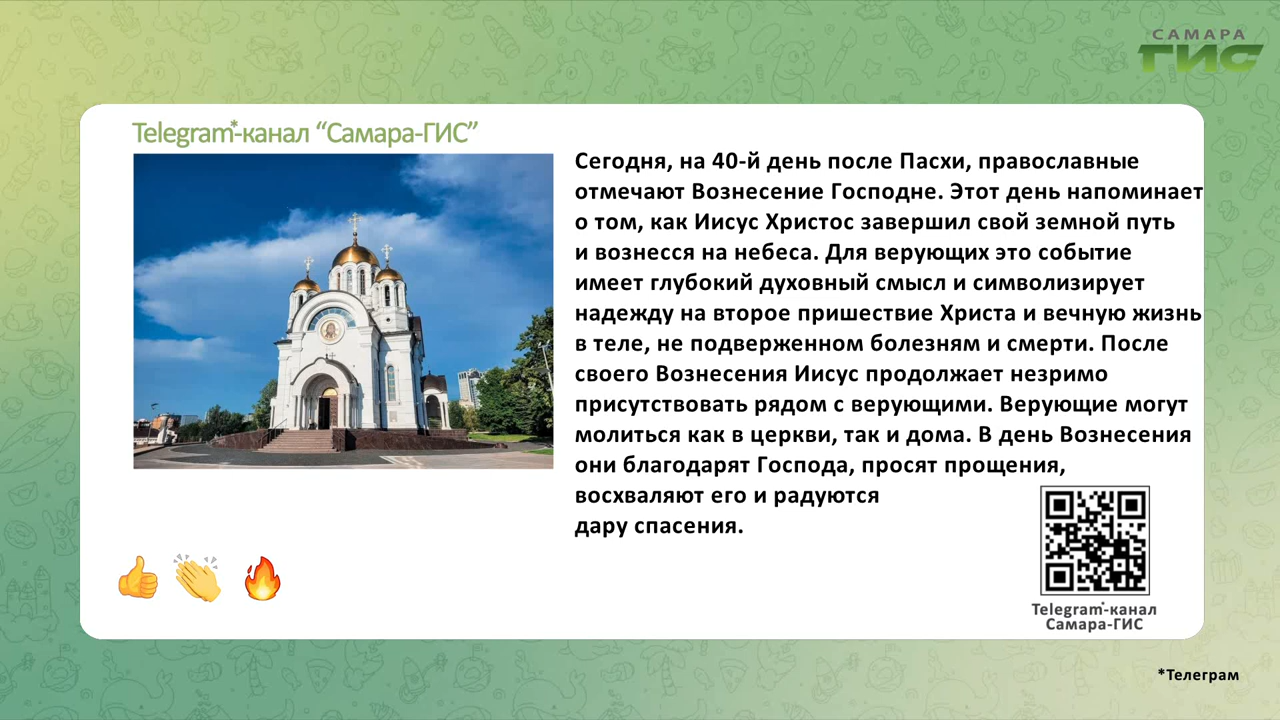 САМАРА
ГИС
Telegram*-канал “Самара-ГИС”
Сегодня, на 40-й день после Пасхи, православные
отмечают Вознесение Господне. Этот день напоминает
о том, как Иисус Христос завершил свой земной путь
и вознесся на небеса. Для верующих это событие
имеет глубокий духовный смысл и символизирует
надежду на второе пришествие Христа и вечную жизнь
в теле, не подверженном болезням и смерти. После
своего Вознесения Иисус продолжает незримо
присутствовать рядом с верующими. Верующие могут
молиться как в церкви, так и дома. В день Вознесения
они благодарят Господа, просят прощения,
восхваляют его и радуются
дару спасения.
Telegram*-канал
Самара-ГИС
*Телеграм